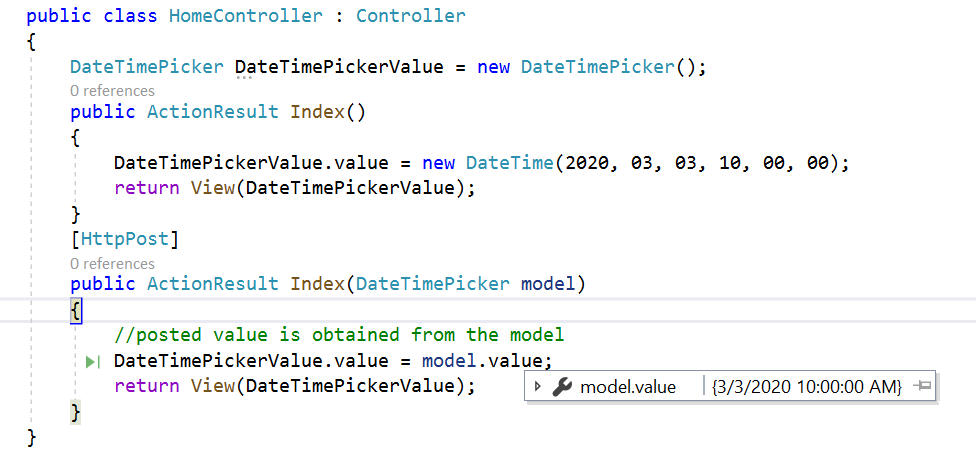 public class HomeController : Controller
{
DateTimePicker DateTimePickerValue = new DateTimePicker();
0 references
public ActionResult Index()
{
DateTimePickerValue.value = new DateTime(2020, 03, 03, 10, 00, 00);
return View(DateTimePickerValue);
}
[HttpPost]
0 references
public ActionResult Index(DateTimePicker model)
{
//posted value is obtained from the model
DateTimePickerValue.value = model.value;
return View(DateTimePickerValue);
model.value {3/3/2020 10:00:00 AM}
}
}